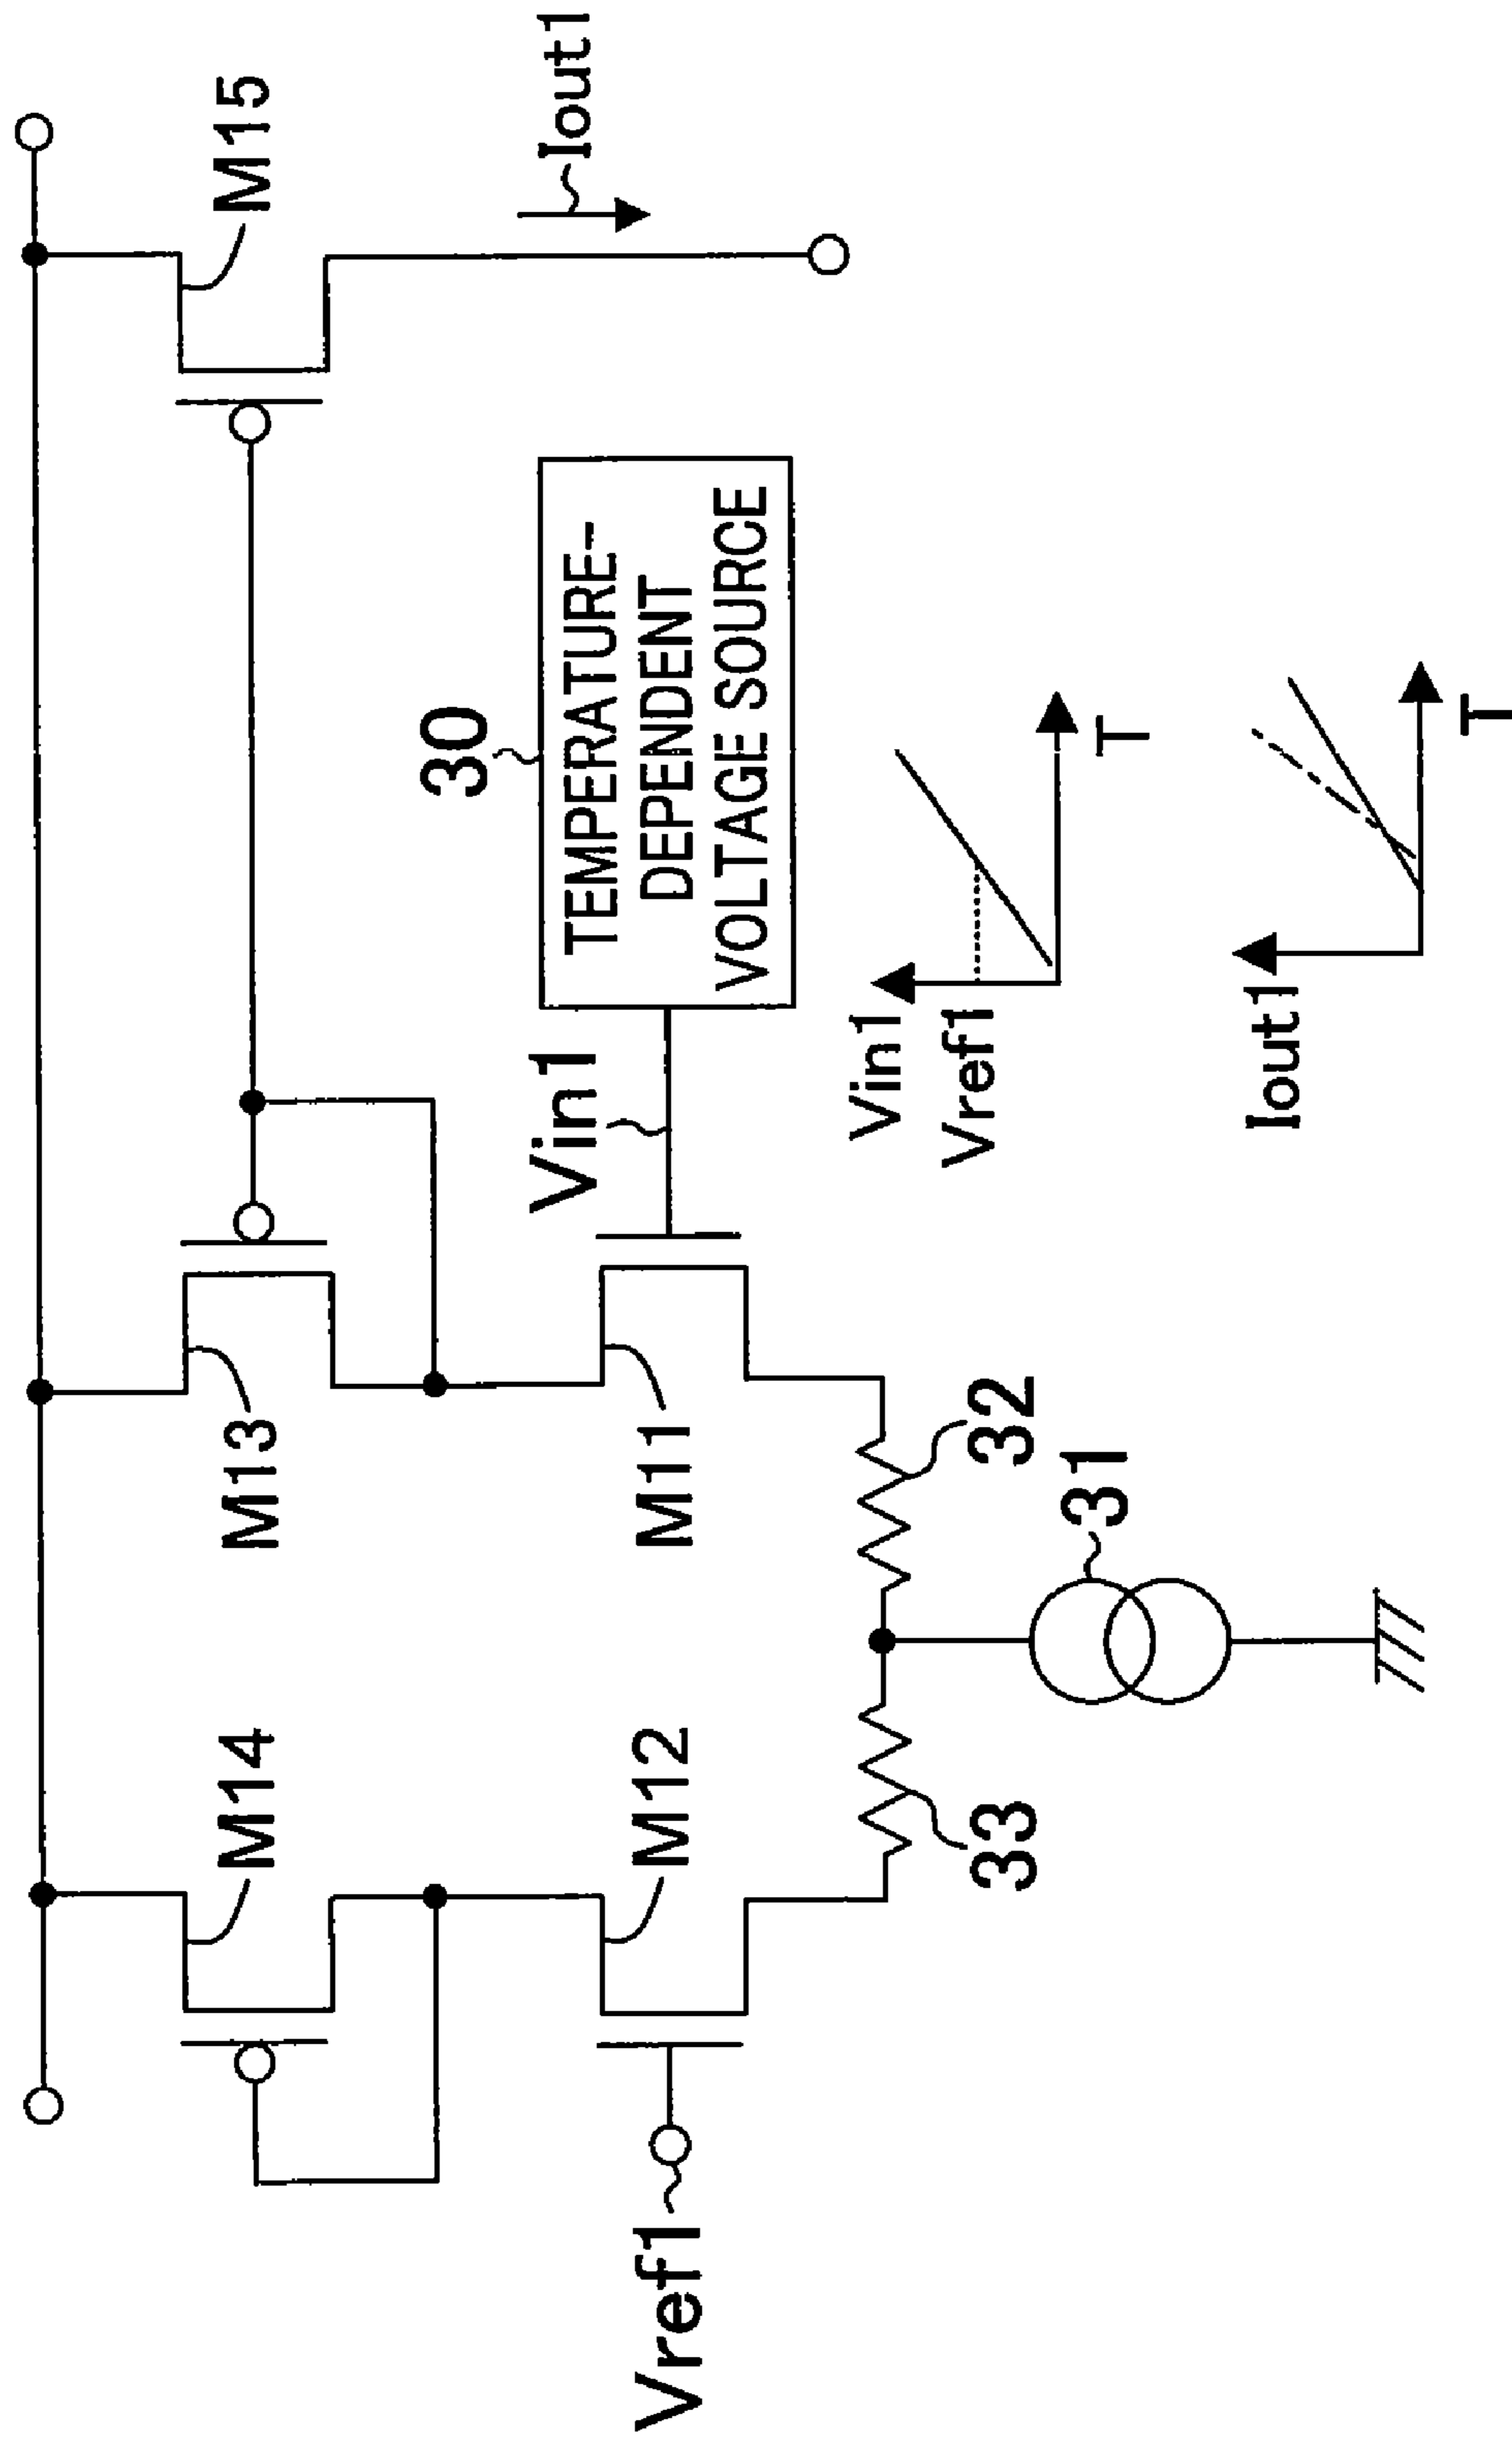 M14
M13
M15
30
TEMPERATURE-
DEPENDENT
VOLTAGE SOURCE
Iout1
Vref1
M12
M11
Vin1
33
32
31
Vin1
Vref1
T
Iout1
T